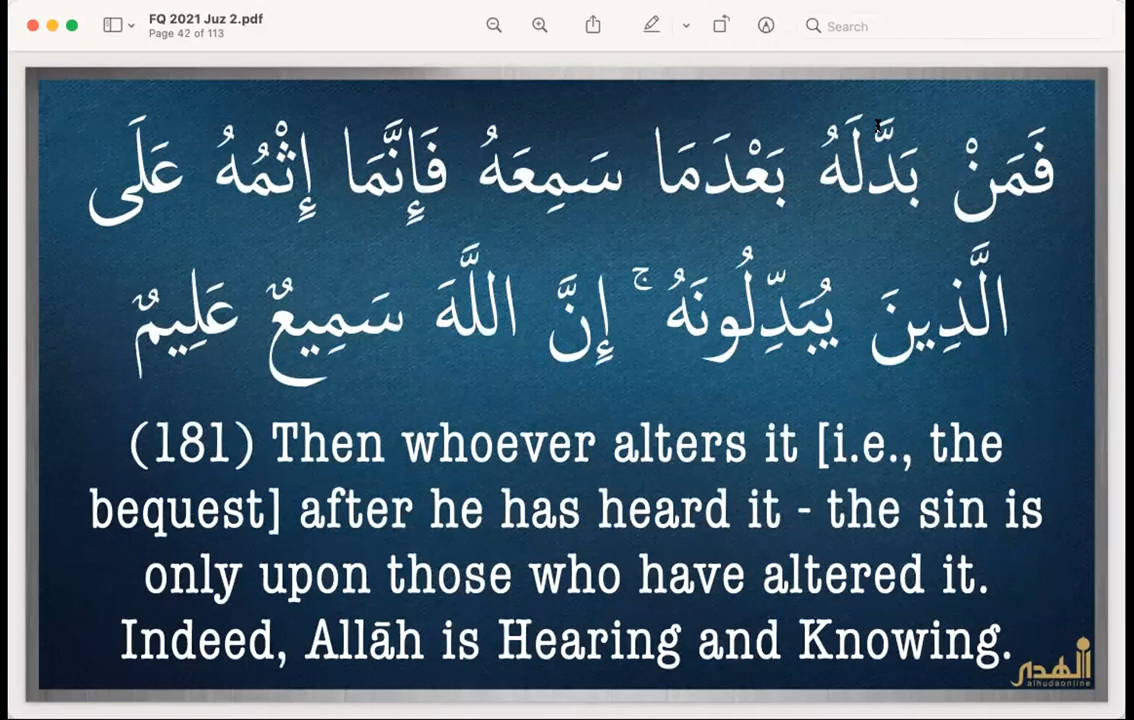 FQ 2021 Juz 2.pdf
Page 42 of 113
Search
فَمَنْ بَدَّلَهُ بَعْدَمَا سَمِعَهُ فَإِنَّمَا إِثْمُهُ عَلَى
الَّذِينَ يُبَدِّلُونَهُ ۚ إِنَّ اللَّهَ سَمِيعٌ عَلِيمٌ
(181) Then whoever alters it [i.e., the
bequest] after he has heard it - the sin is
only upon those who have altered it.
Indeed, Allāh is Hearing and Knowing.
الهدى
alhudaonline